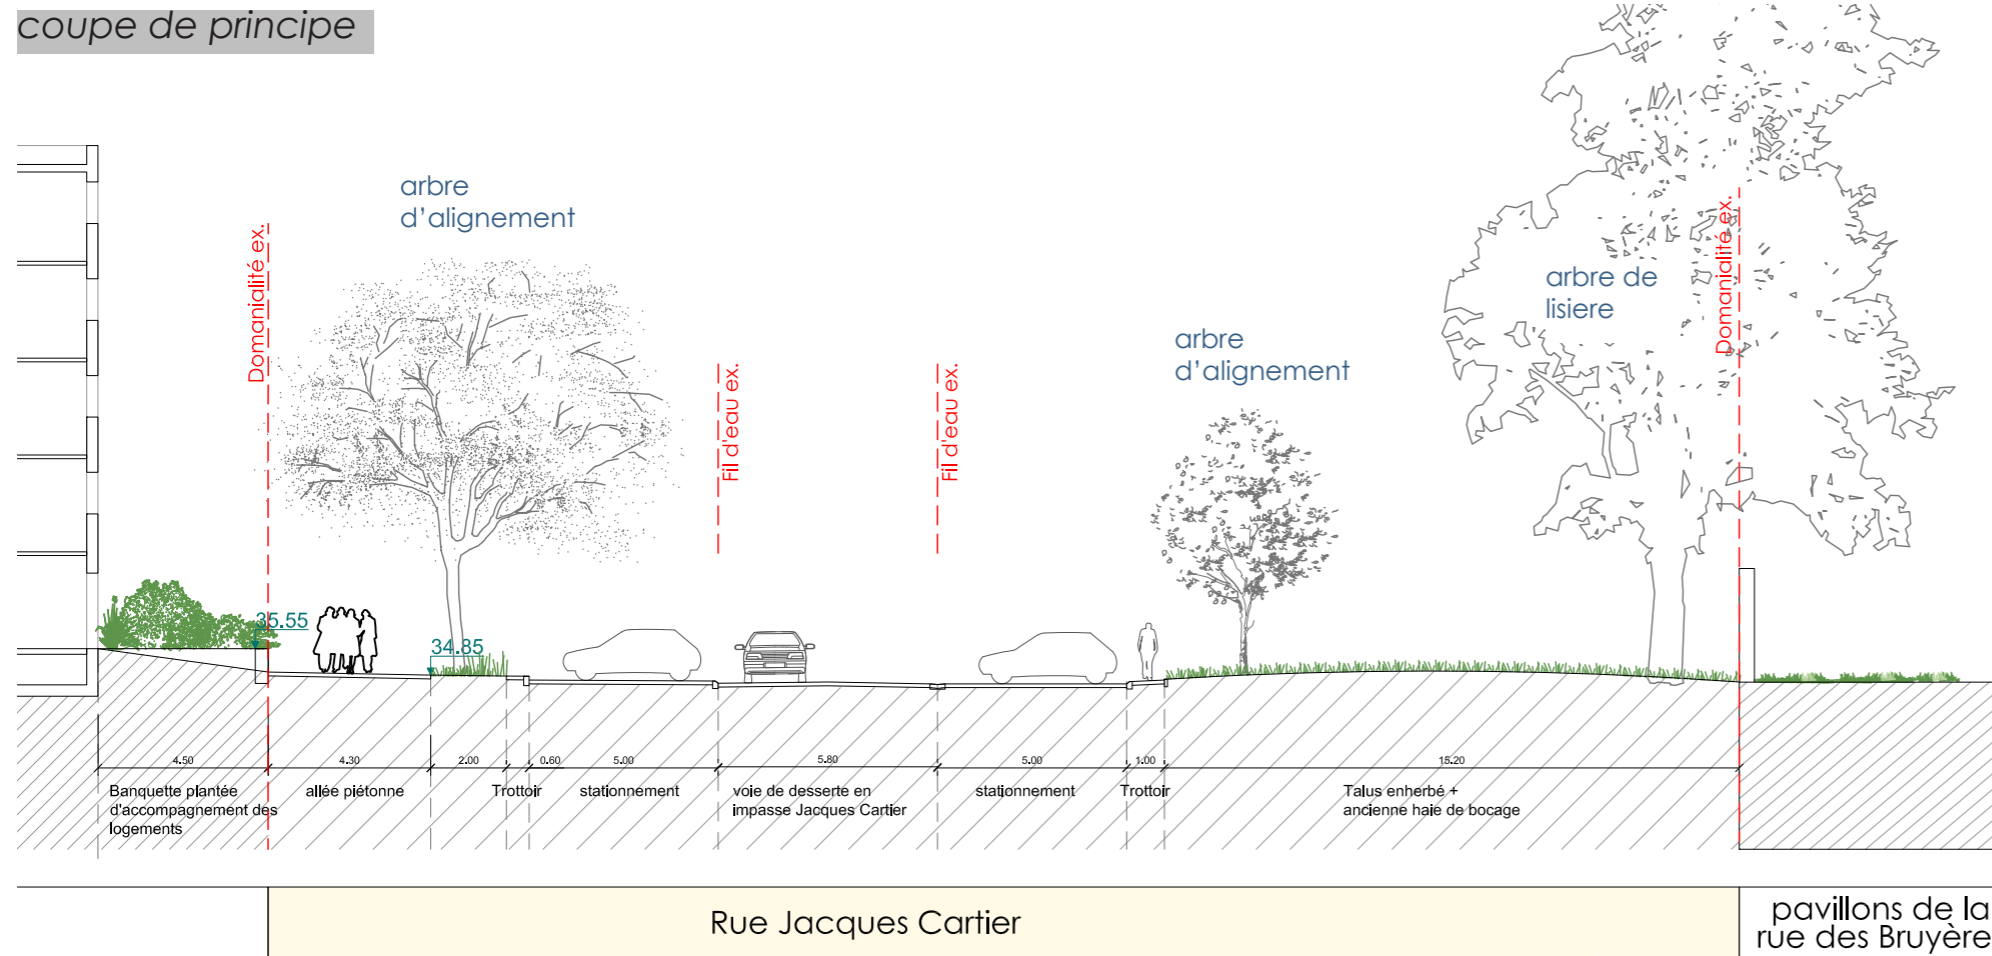 coupe de principe
arbre
d'alignement
Domanialité ex.
Fil d'eau ex.
Fil d'eau ex.
arbre
d'alignement
arbre de
lisiere
Domanialité ex.
35.55
34.85
4.50
4.30
2.00
0.60
5.00
5.80
5.00
1.00
15.20
Banquette plantée
d'accompagnement des
logements
allée piétonne
Trottoir
stationnement
voie de desserte en
impasse Jacques Cartier
stationnement
Trottoir
Talus enherbé +
ancienne haie de bocage
Rue Jacques Cartier
pavillons de la
rue des Bruyère